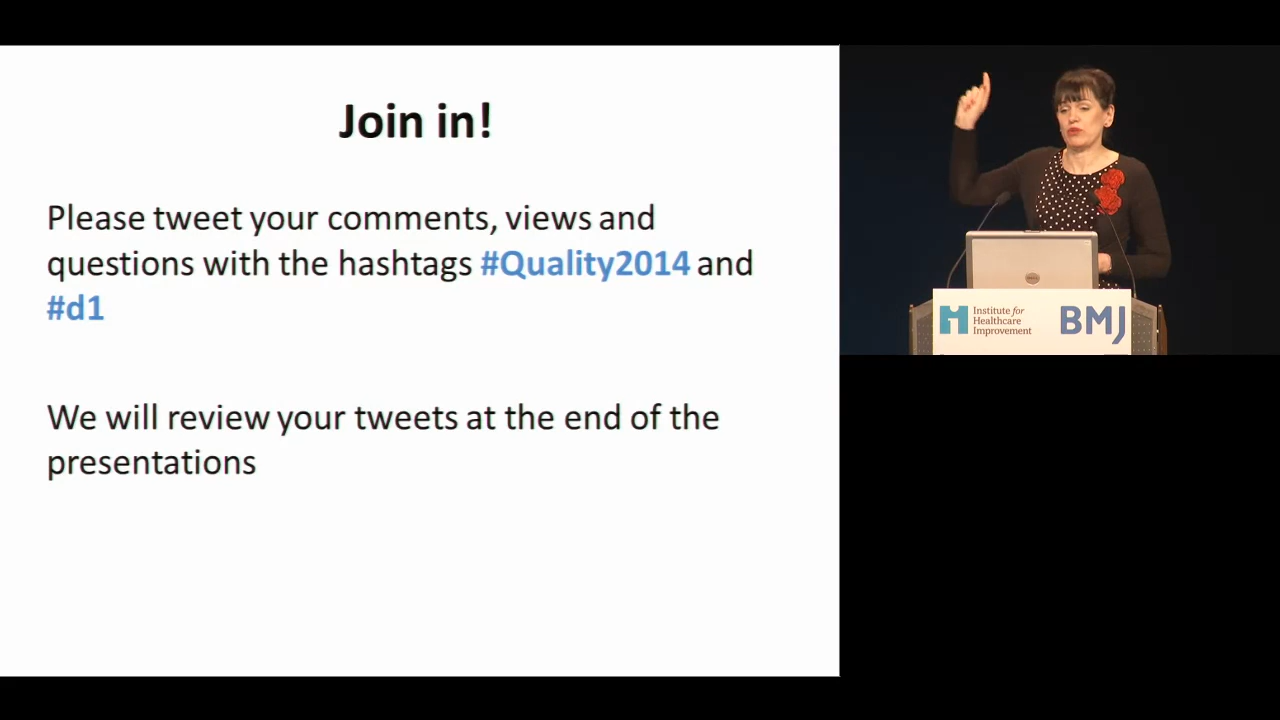 Join in!
Please tweet your comments, views and
questions with the hashtags #Quality2014 and
#d1
We will review your tweets at the end of the
presentations
Institute for
Healthcare
Improvement
BMJ